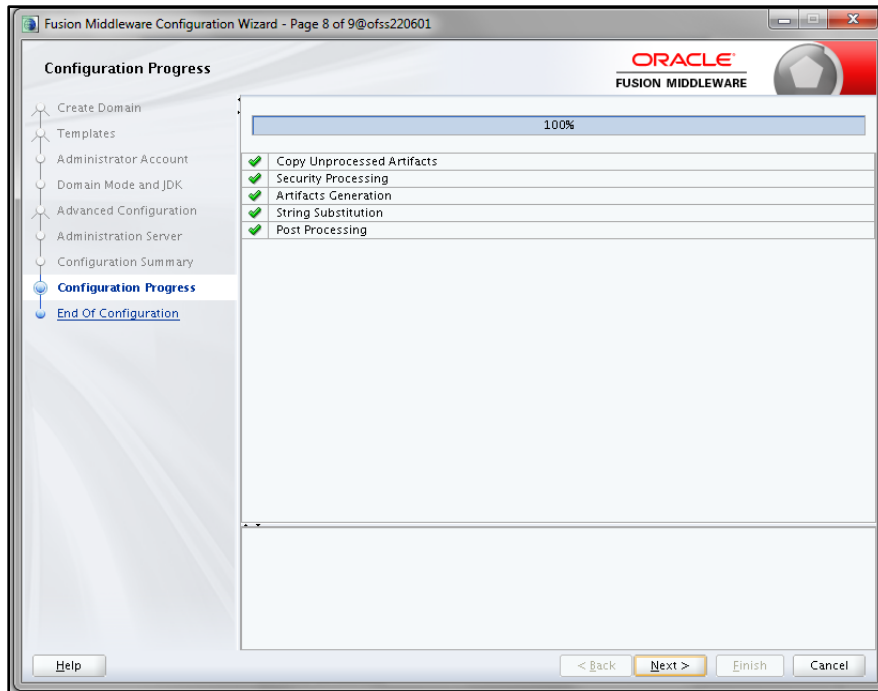 Fusion Middleware Configuration Wizard - Page 8 of 9@ofss220601
Configuration Progress
ORACLE
FUSION MIDDLEWARE
Create Domain
Templates
Administrator Account
Domain Mode and JDK
Advanced Configuration
Administration Server
Configuration Summary
Configuration Progress
End Of Configuration
100%
Copy Unprocessed Artifacts
Security Processing
Artifacts Generation
String Substitution
Post Processing
Help
< Back
Next >
Finish
Cancel